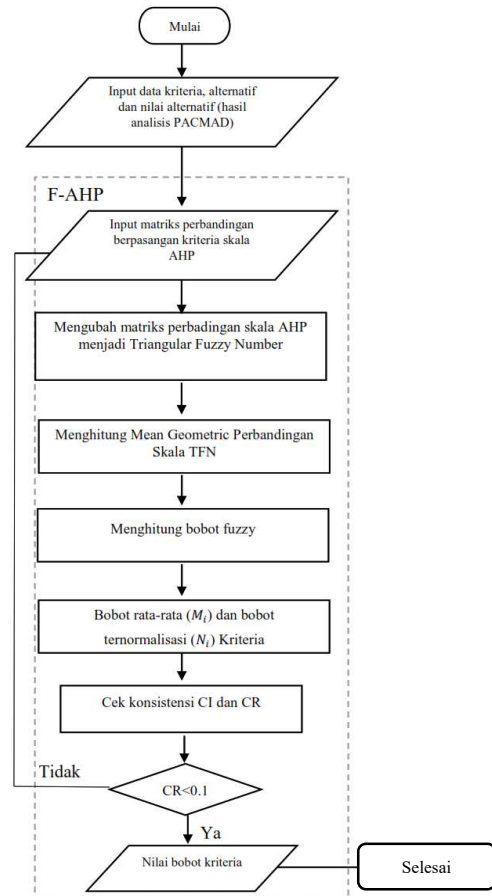 Mulai
Input data kriteria, alternatif
dan nilai alternatif (hasil
analisis PACMAD)
F-AHP
Input matriks perbandingan
berpasangan kriteria skala
AHP
Mengubah matriks perbadingan skala AHP
menjadi Triangular Fuzzy Number
Menghitung Mean Geometric Perbandingan
Skala TFN
Menghitung bobot fuzzy
Bobot rata-rata (𝑀ᵢ) dan bobot
ternormalisasi (𝑁ᵢ) Kriteria
Cek konsistensi CI dan CR
Tidak
CR<0.1
Ya
Nilai bobot kriteria
Selesai